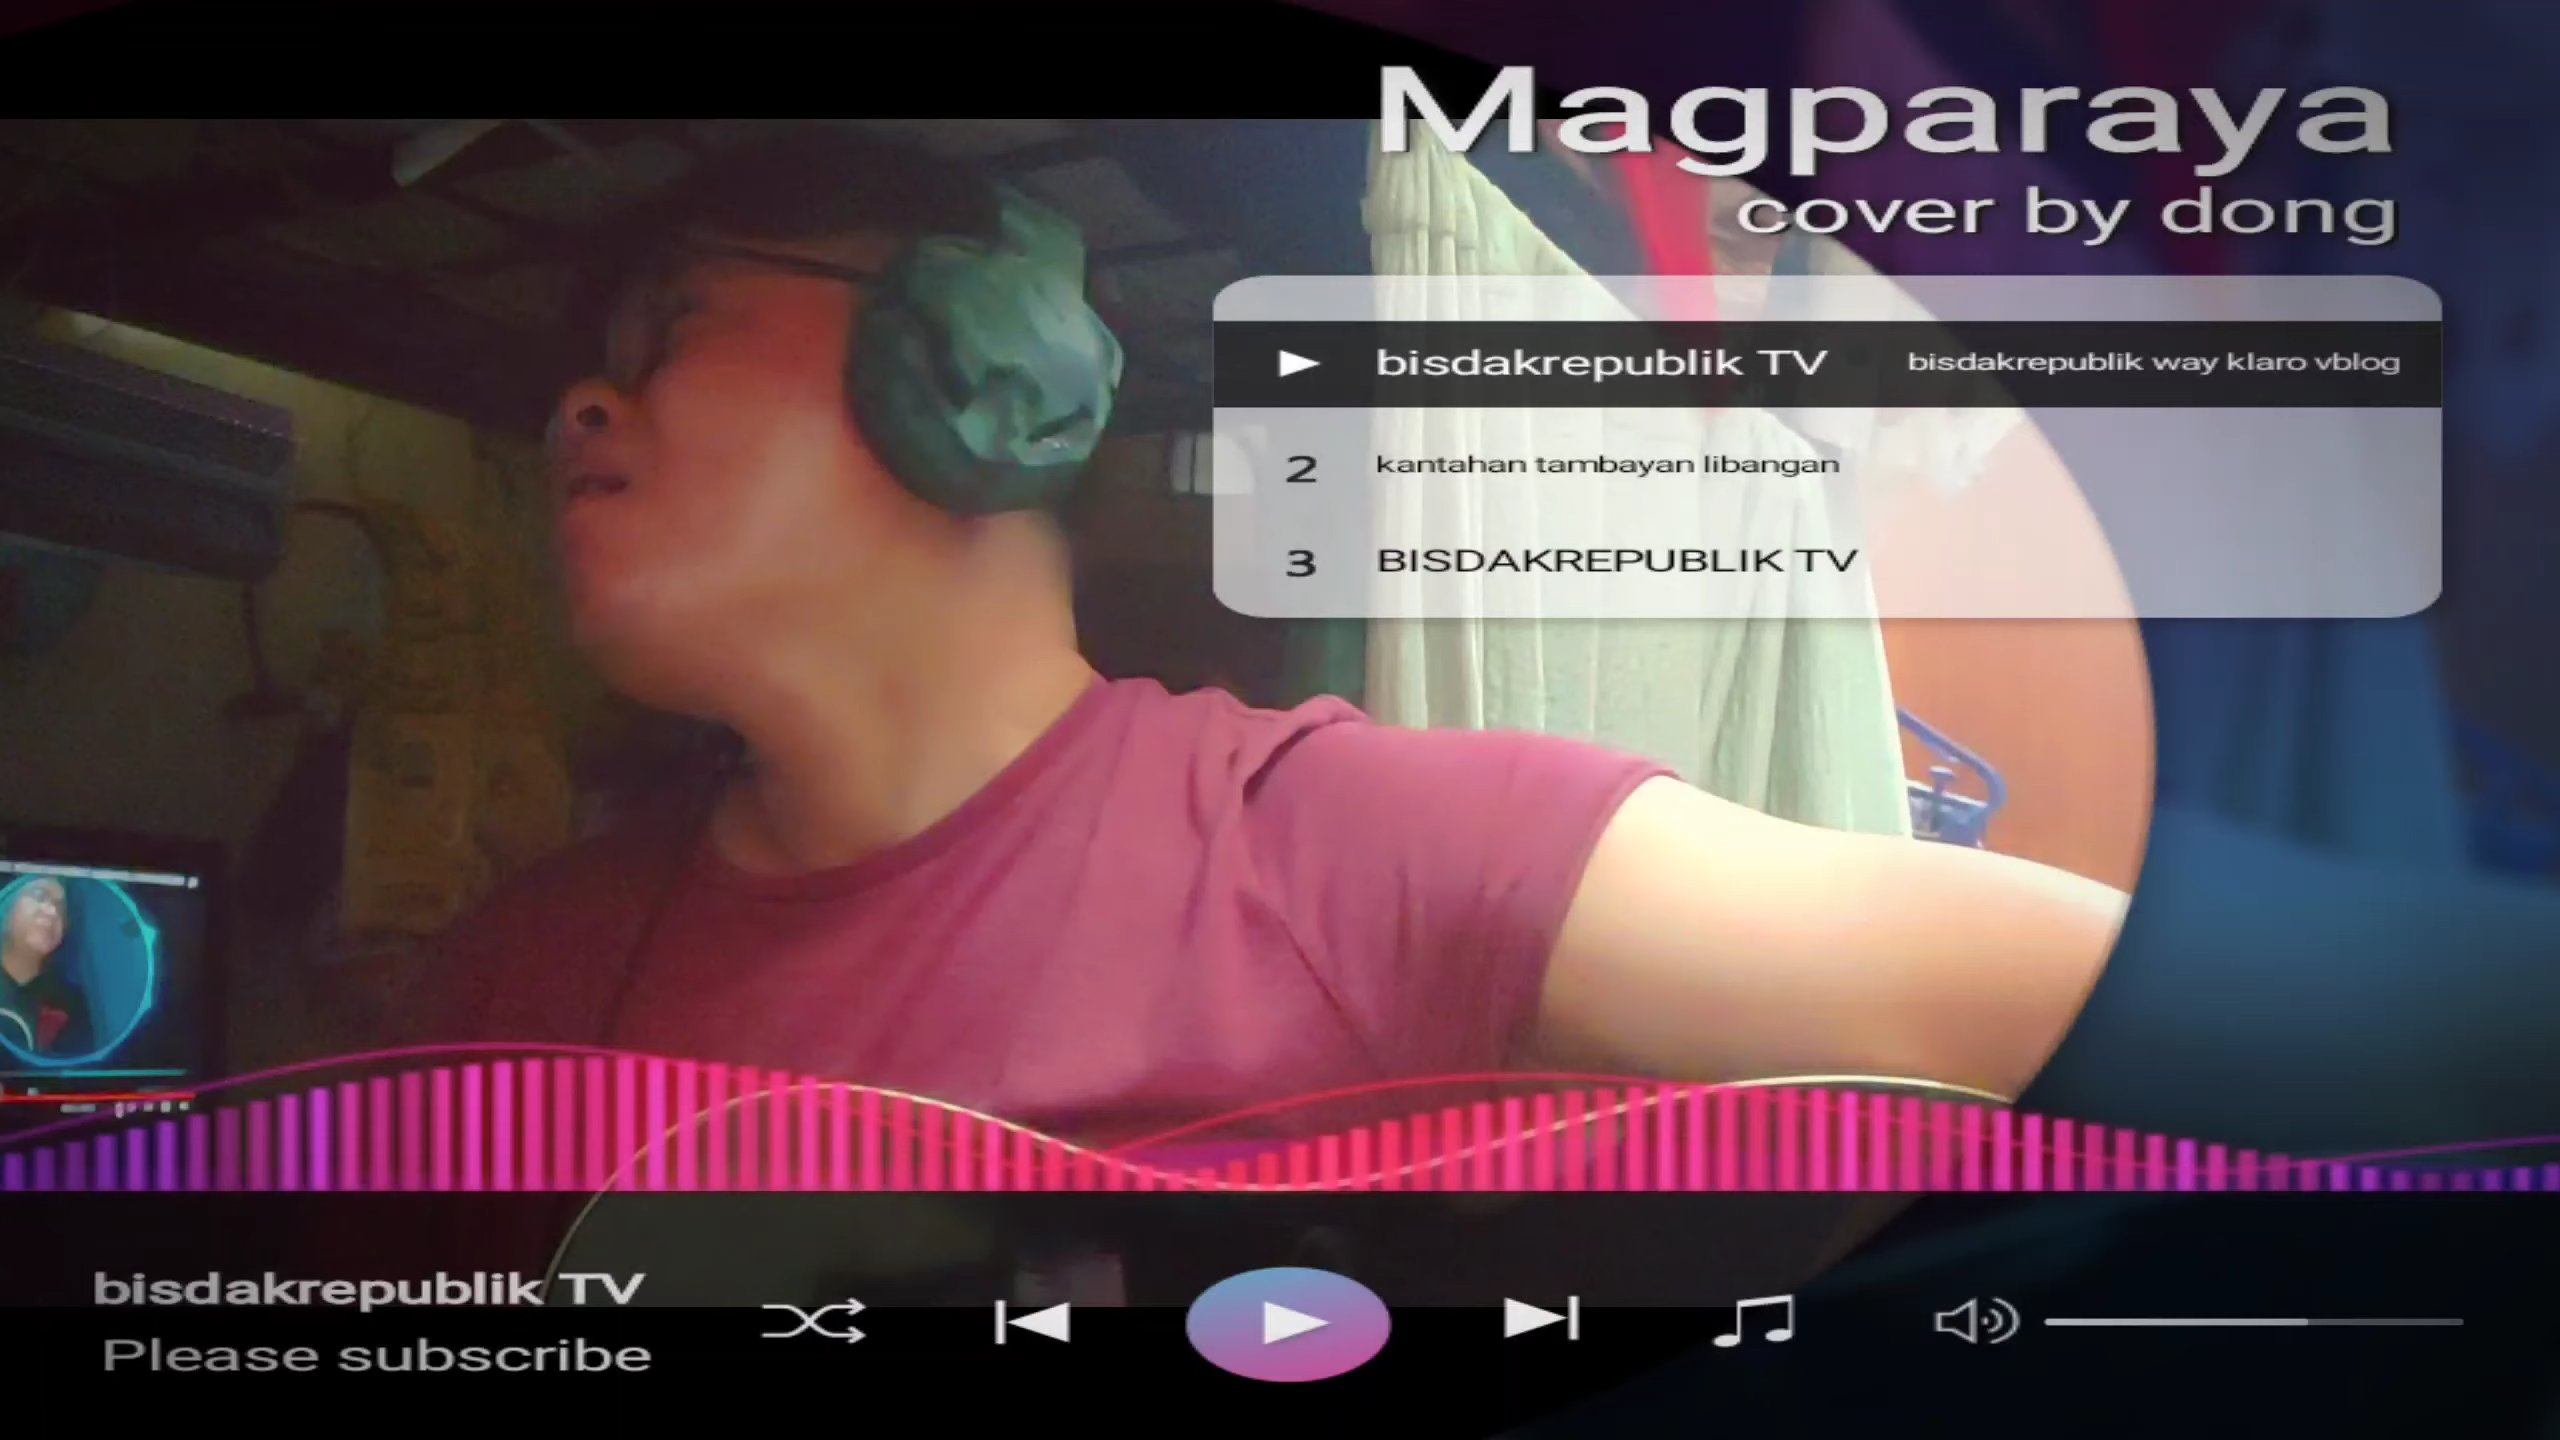 Magparaya
cover by dong
bisdakrepublik TV bisdakrepublik way klaro vblog
2 kantahan tambayan libangan
3 BISDAKREPUBLIK TV
bisdakrepublik TV
Please subscribe